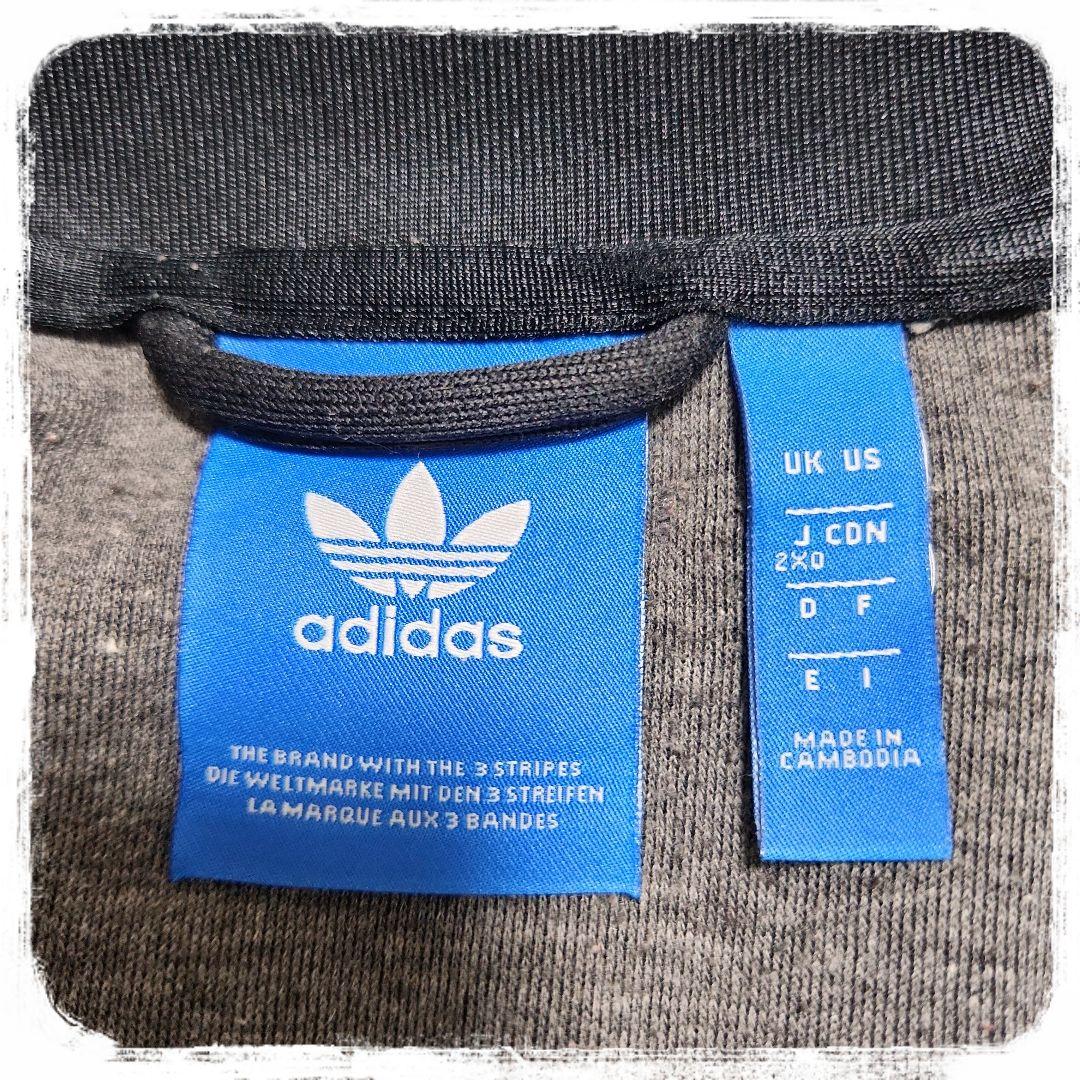 adidas
THE BRAND WITH THE 3 STRIPES
DIE WELTMARKE MIT DEN 3 STREIFEN
LA MARQUE AUX 3 BANDES
UK US
J CDN
2XO
D F
E I
MADE IN
CAMBODIA